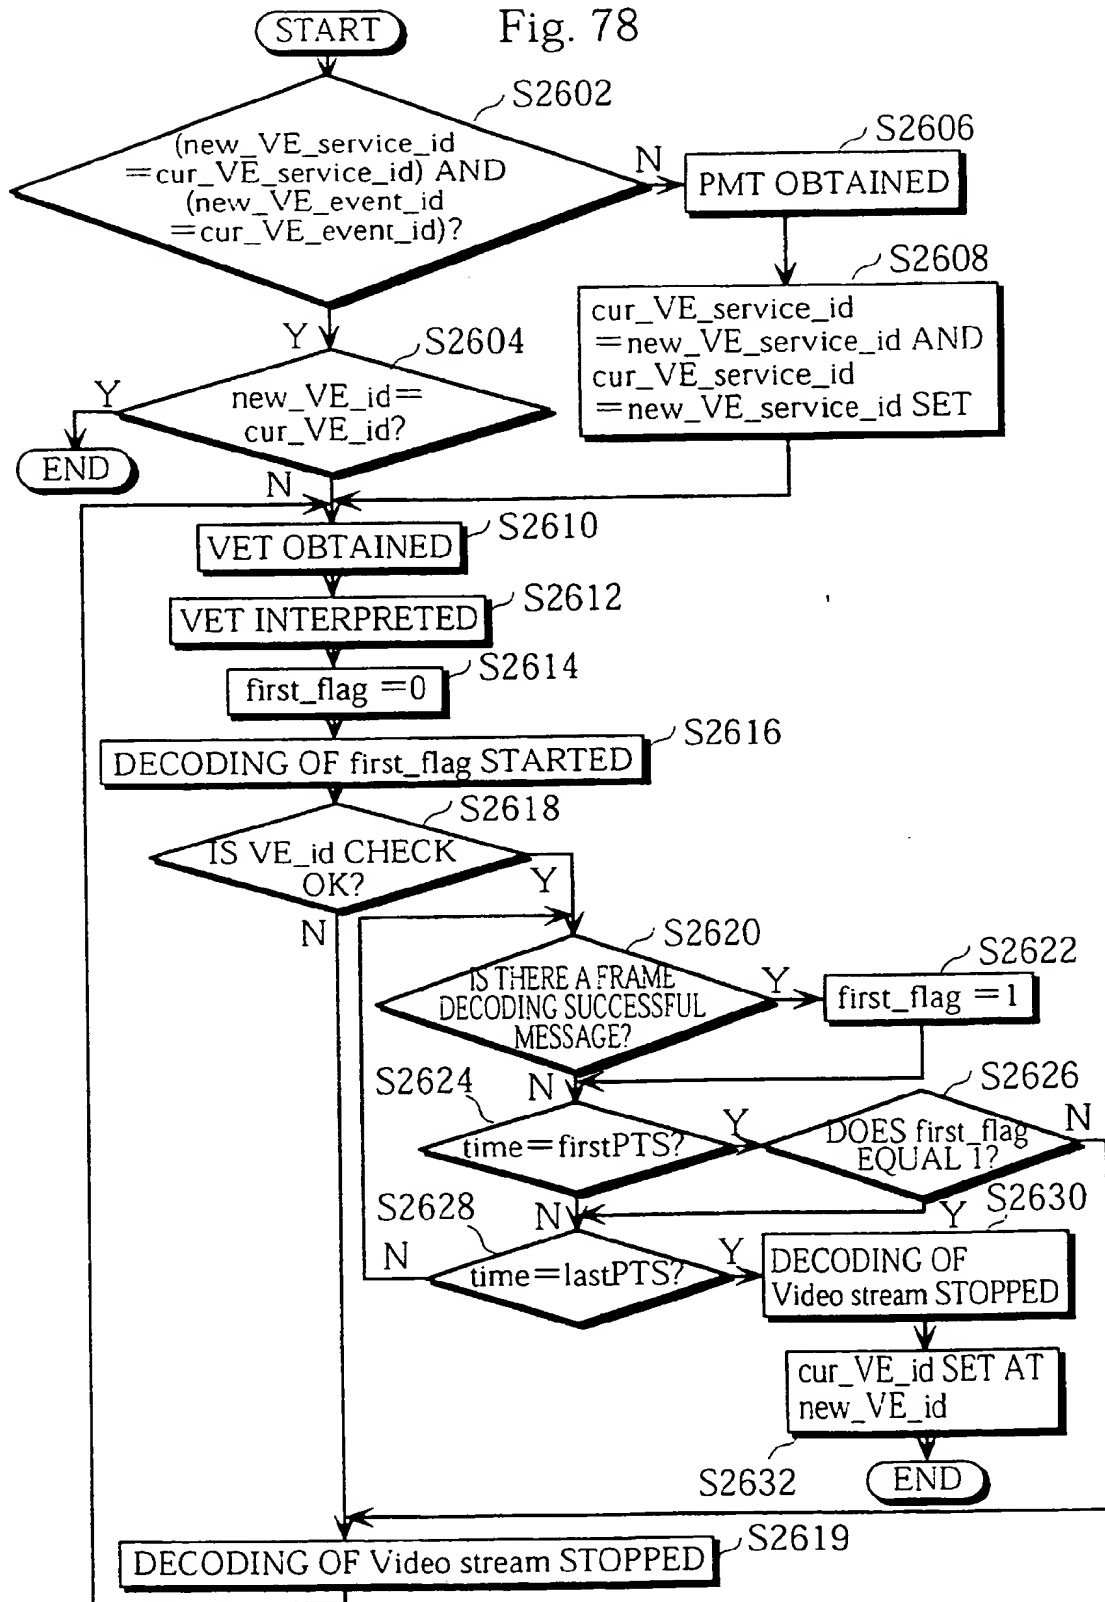 START
Fig. 78
S2602
(new_VE_service_id
=cur_VE_service_id) AND
(new_VE_event_id
=cur_VE_event_id)?
N
S2606
PMT OBTAINED
S2608
cur_VE_service_id
=new_VE_service_id AND
cur_VE_service_id
=new_VE_service_id SET
Y
S2604
new_VE_id=
cur_VE_id?
Y
END
N
S2610
VET OBTAINED
S2612
VET INTERPRETED
S2614
first_flag =0
S2616
DECODING OF first_flag STARTED
S2618
IS VE_id CHECK
OK?
Y
N
S2620
IS THERE A FRAME
DECODING SUCCESSFUL
MESSAGE?
Y
S2622
first_flag =1
N
S2624
time=firstPTS?
Y
S2626
DOES first_flag
EQUAL 1?
N
N
Y
S2628
time=lastPTS?
N
Y
S2630
DECODING OF
Video stream STOPPED
cur_VE_id SET AT
new_VE_id
S2632
END
S2619
DECODING OF Video stream STOPPED